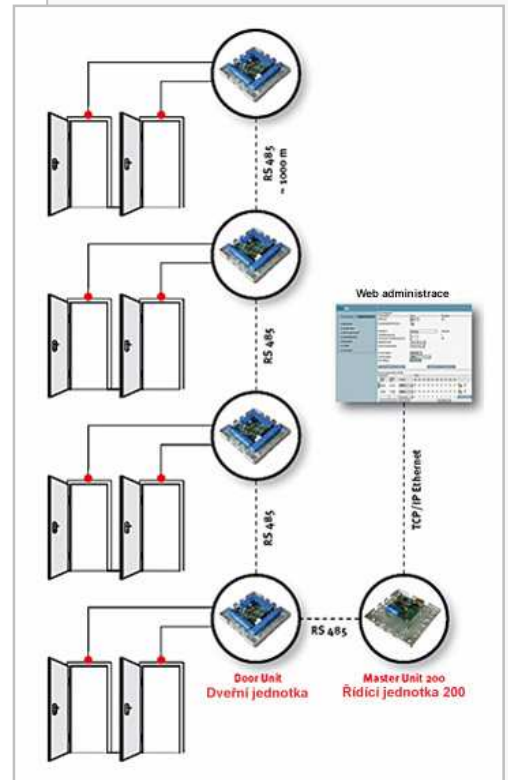 RS 485
~ 1000 m
RS 485
Web administrace
RS 485
TCP/IP Ethernet
RS 485
Door Unit
Dveřní jednotka
Master Unit 200
Řídící jednotka 200